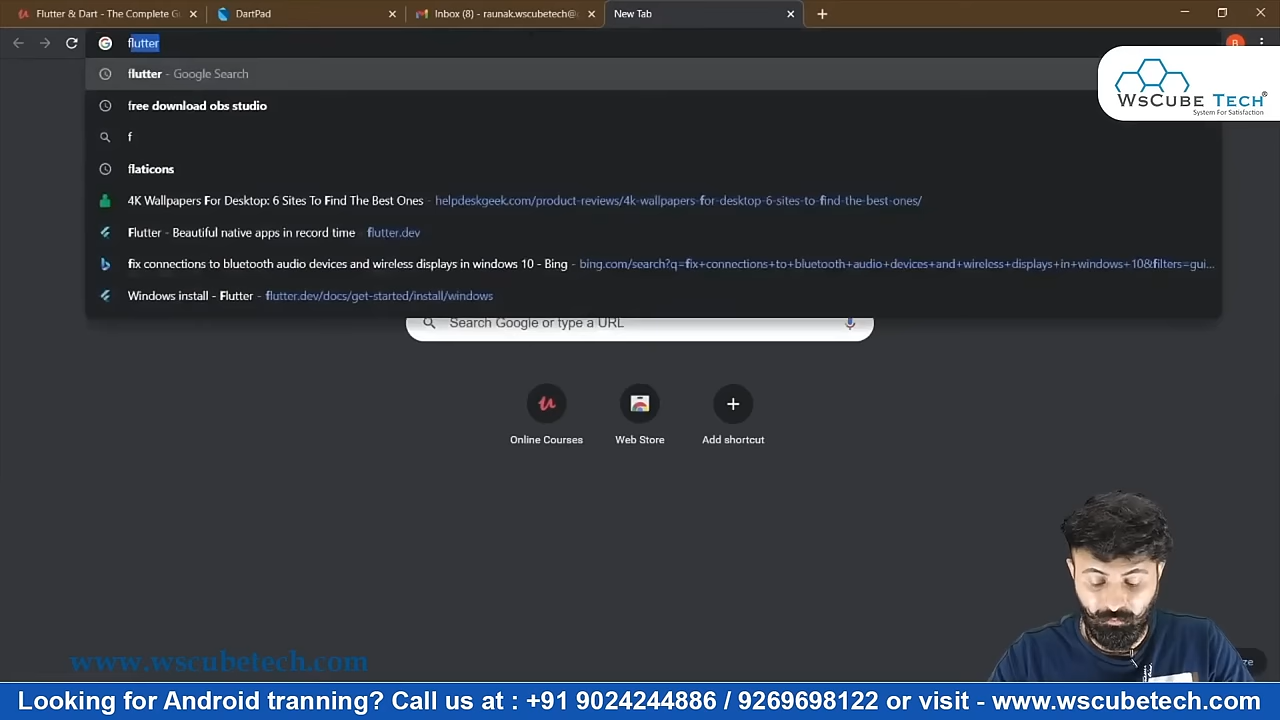 Flutter & Dart - The Complete G
DartPad
Inbox (8) - raunak.wscubetech@
New Tab
flutter
flutter - Google Search
free download obs studio
f
flaticons
4K Wallpapers For Desktop: 6 Sites To Find The Best Ones - helpdeskgeek.com/product-reviews/4k-wallpapers-for-desktop-6-sites-to-find-the-best-ones/
Flutter - Beautiful native apps in record time flutter.dev
fix connections to bluetooth audio devices and wireless displays in windows 10 - Bing - bing.com/search?q=fix+connections+to+bluetooth+audio+devices+and+wireless+displays+in+windows+10&filters=gui...
Windows install - Flutter - flutter.dev/docs/get-started/install/windows
WsCube Tech®
System For Satisfaction
Search Google or type a URL
Online Courses
Web Store
Add shortcut
www.wscubetech.com
Looking for Android tranning? Call us at : +91 9024244886 / 9269698122 or visit - www.wscubetech.com